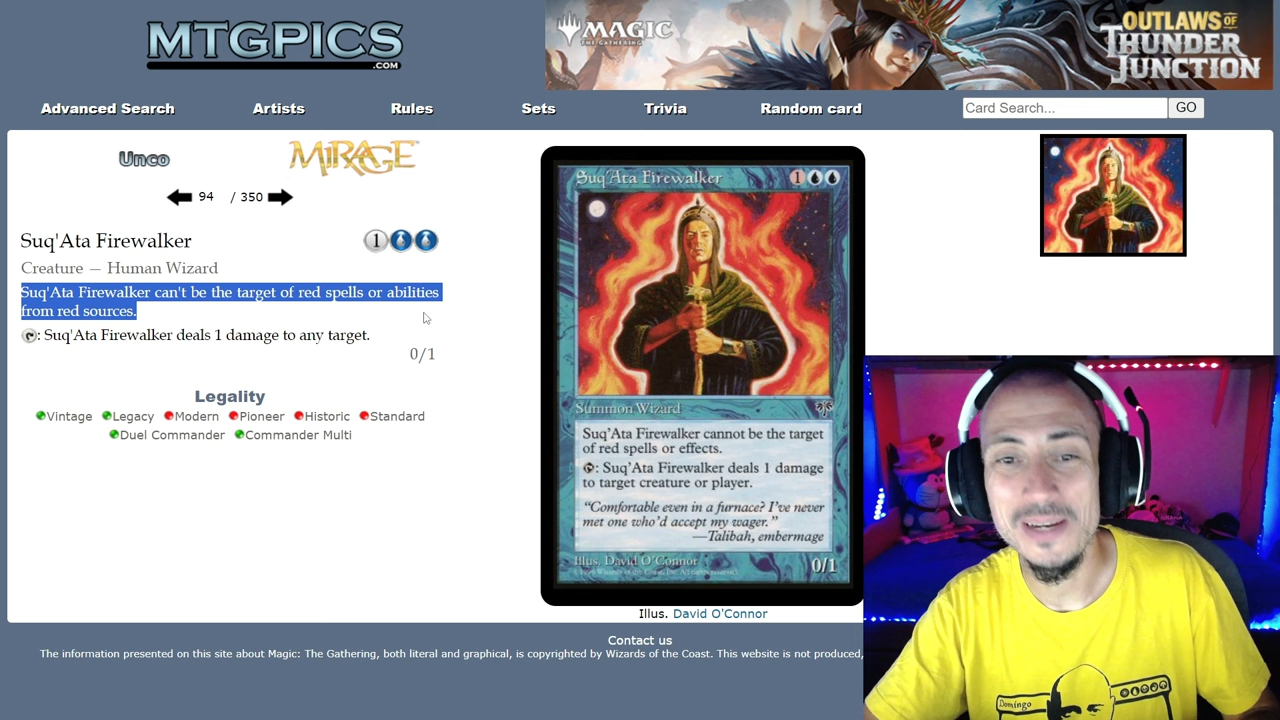 MTGPICS
.COM
MAGIC
THE GATHERING
OUTLAWS OF
THUNDER
JUNCTION
Advanced Search
Artists
Rules
Sets
Trivia
Random card
Card Search...
GO
Unco
MIRAGE
94 / 350
Suq'Ata Firewalker
1
Creature — Human Wizard
Suq'Ata Firewalker can't be the target of red spells or abilities
from red sources.
: Suq'Ata Firewalker deals 1 damage to any target.
0/1
Legality
Vintage Legacy Modern Pioneer Historic Standard
Duel Commander Commander Multi
Suq'Ata Firewalker 1
Summon Wizard
Suq'Ata Firewalker cannot be the target
of red spells or effects.
: Suq'Ata Firewalker deals 1 damage
to target creature or player.
“Comfortable even in a furnace? I've never
met one who'd accept my wager.”
—Talibah, embermage
Illus. David O'Connor
0/1
Illus. David O'Connor
Contact us
The information presented on this site about Magic: The Gathering, both literal and graphical, is copyrighted by Wizards of the Coast. This website is not produced,
Domingo